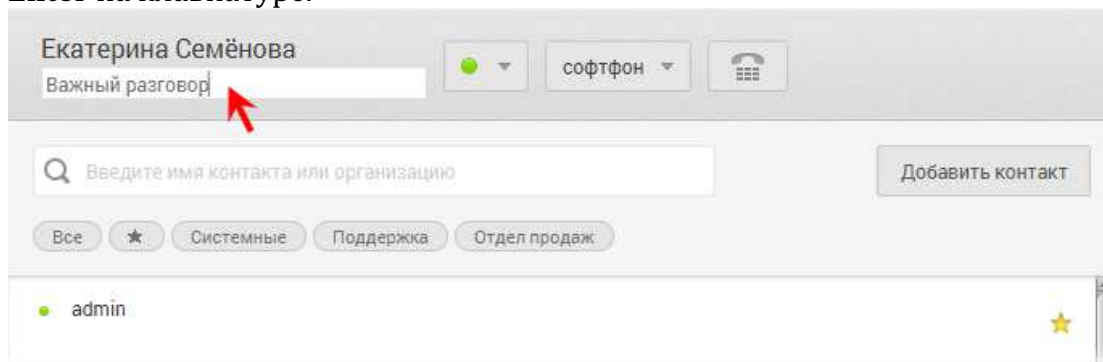 Enter на клавиатуре.
Екатерина Семёнова
Важный разговор
софтфон
Введите имя контакта или организацию
Добавить контакт
Все ★ Системные Поддержка Отдел продаж
admin